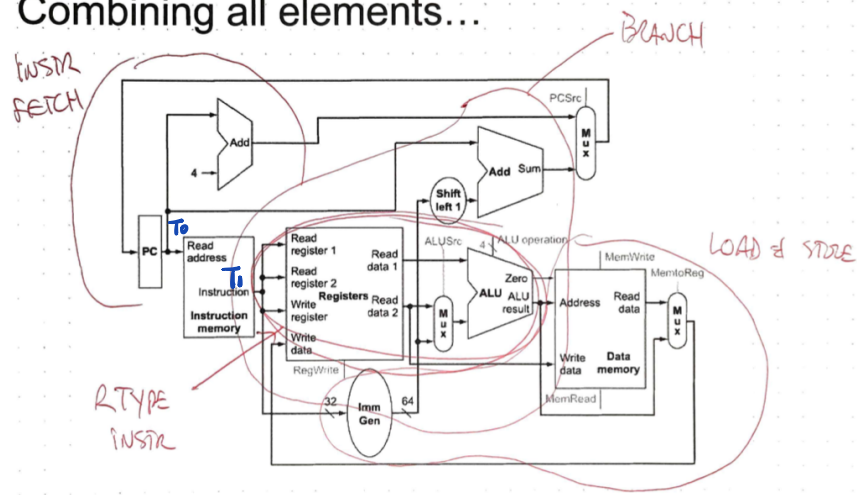 Combining all elements…
BRANCH
INSTR
FETCH
PCSrc
Add
M
u
x
4
Add Sum
Shift
left 1
T0
PC
Read
address
T1
Instruction
Instruction
memory
Read
register 1
Read
register 2
Write
register
Write
data
Registers
Read
data 1
Read
data 2
RegWrite
ALUSrc
M
u
x
4
ALU operation
Zero
ALU
ALU
result
MemWrite
Address
Read
data
Write
data
Data
memory
MemRead
MemtoReg
M
u
x
LOAD & STORE
32
Imm
Gen
64
R TYPE
INSTR